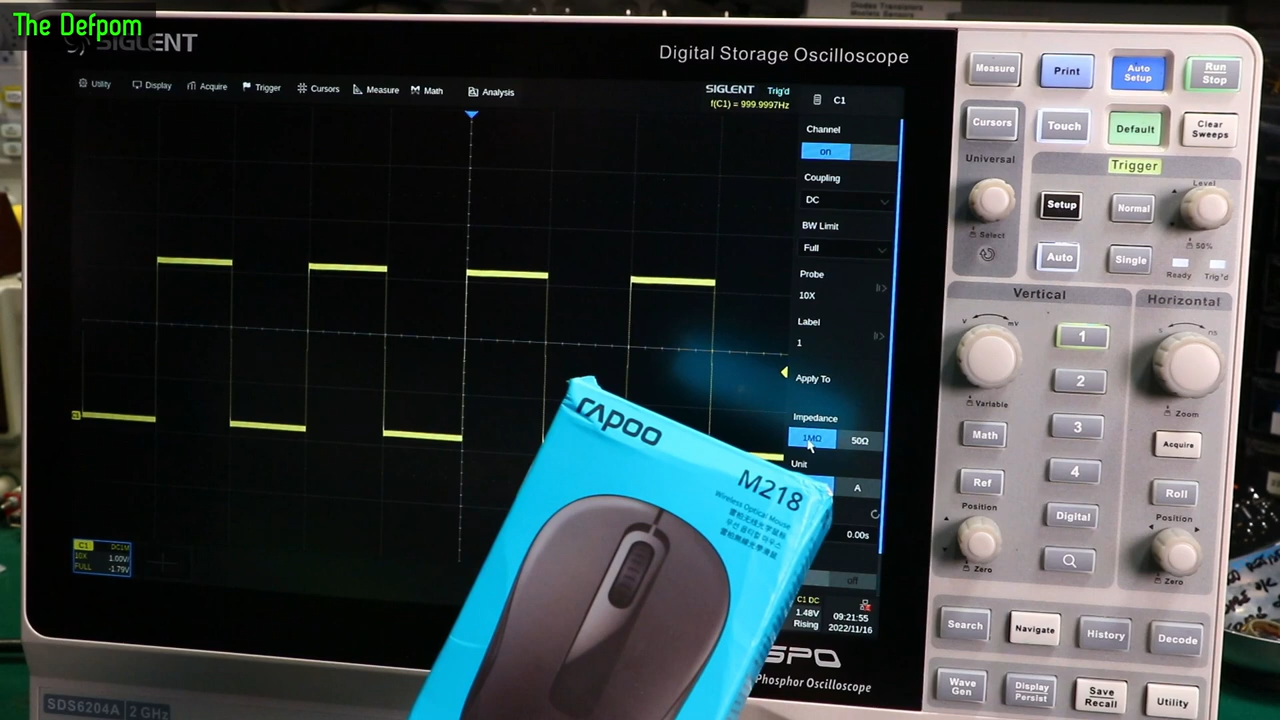 The Defpom
SIGLENT
Digital Storage Oscilloscope
Utility
Display
Acquire
Trigger
Cursors
Measure
Math
Analysis
SIGLENT Trig'd
f(C1) = 999.9997Hz
C1
Channel
on
Coupling
DC
BW Limit
Full
Probe
10X
Label
1
Apply To
Impedance
1MΩ
50Ω
Unit
A
0.00s
off
C1
C1 DC1M
10X 1.00V/
FULL -1.79V
C1 DC
1.48V
Rising
09:21:55
2022/11/16
rapoo
M218
Wireless Optical Mouse
SPO
Phosphor Oscilloscope
SDS6204A 2 GHz
Measure
Print
Auto
Setup
Run
Stop
Cursors
Touch
Default
Clear
Sweeps
Universal
Trigger
Select
Setup
Normal
Level
50%
Auto
Single
Ready
Trig'd
Vertical
Horizontal
V
mV
s
ns
1
2
3
4
Variable
Zoom
Math
Acquire
Ref
Roll
Position
Digital
Position
Zero
Zero
Search
Navigate
History
Decode
Wave
Gen
Display
Persist
Save
Recall
Utility